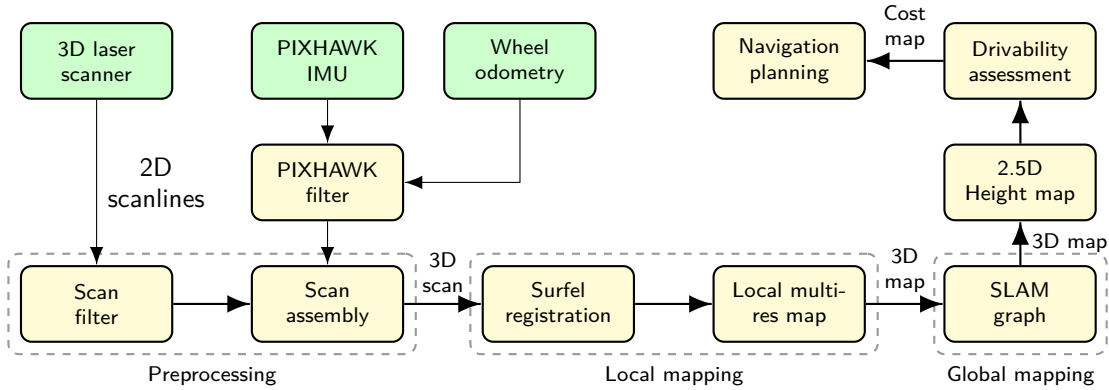 3D laser
scanner
PIXHAWK
IMU
Wheel
odometry
Navigation
planning
Cost
map
Drivability
assessment
2D
scanlines
PIXHAWK
filter
2.5D
Height map
3D map
Scan
filter
Scan
assembly
3D
scan
Surfel
registration
Local multi-
res map
3D
map
SLAM
graph
Preprocessing
Local mapping
Global mapping